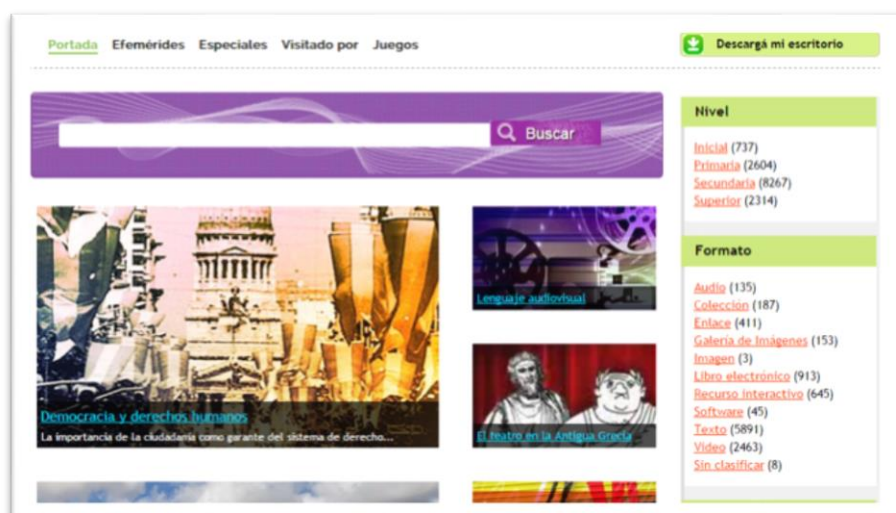 Portada Efemérides Especiales Visitado por Juegos
Descargá mi escritorio
Buscar
Democracia y derechos humanos
La importancia de la ciudadanía como garante del sistema de derecho...
Lenguaje audiovisual
El teatro en la Antigua Grecia
Nivel
Inicial (737)
Primaria (2604)
Secundaria (8267)
Superior (2314)
Formato
Audio (135)
Colección (187)
Enlace (411)
Galería de Imágenes (153)
Imagen (3)
Libro electrónico (913)
Recurso interactivo (645)
Software (45)
Texto (5891)
Video (2463)
Sin clasificar (8)